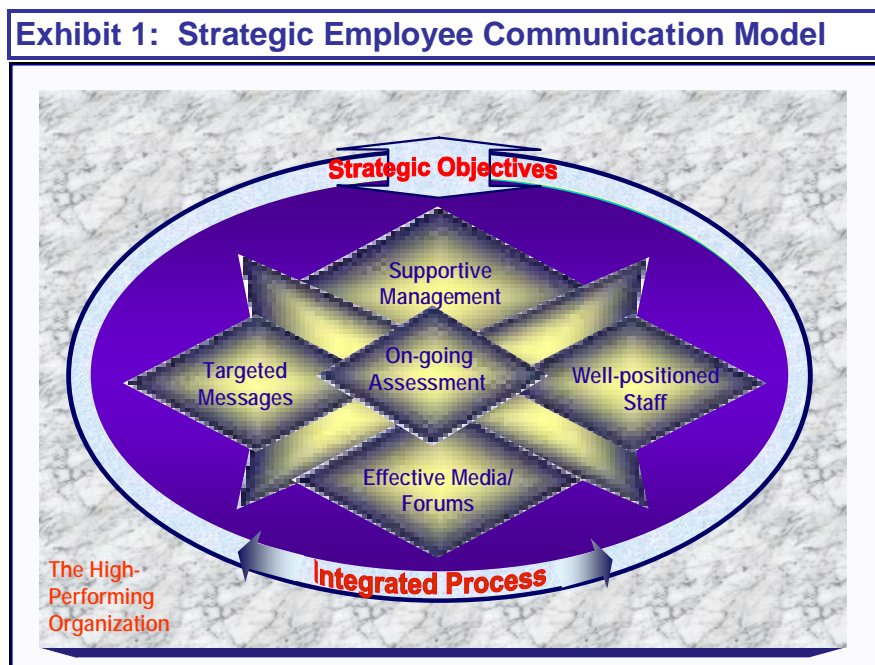 Exhibit 1: Strategic Employee Communication Model
Strategic Objectives
Supportive
Management
Targeted
Messages
On-going
Assessment
Well-positioned
Staff
Effective Media/
Forums
Integrated Process
The High-
Performing
Organization